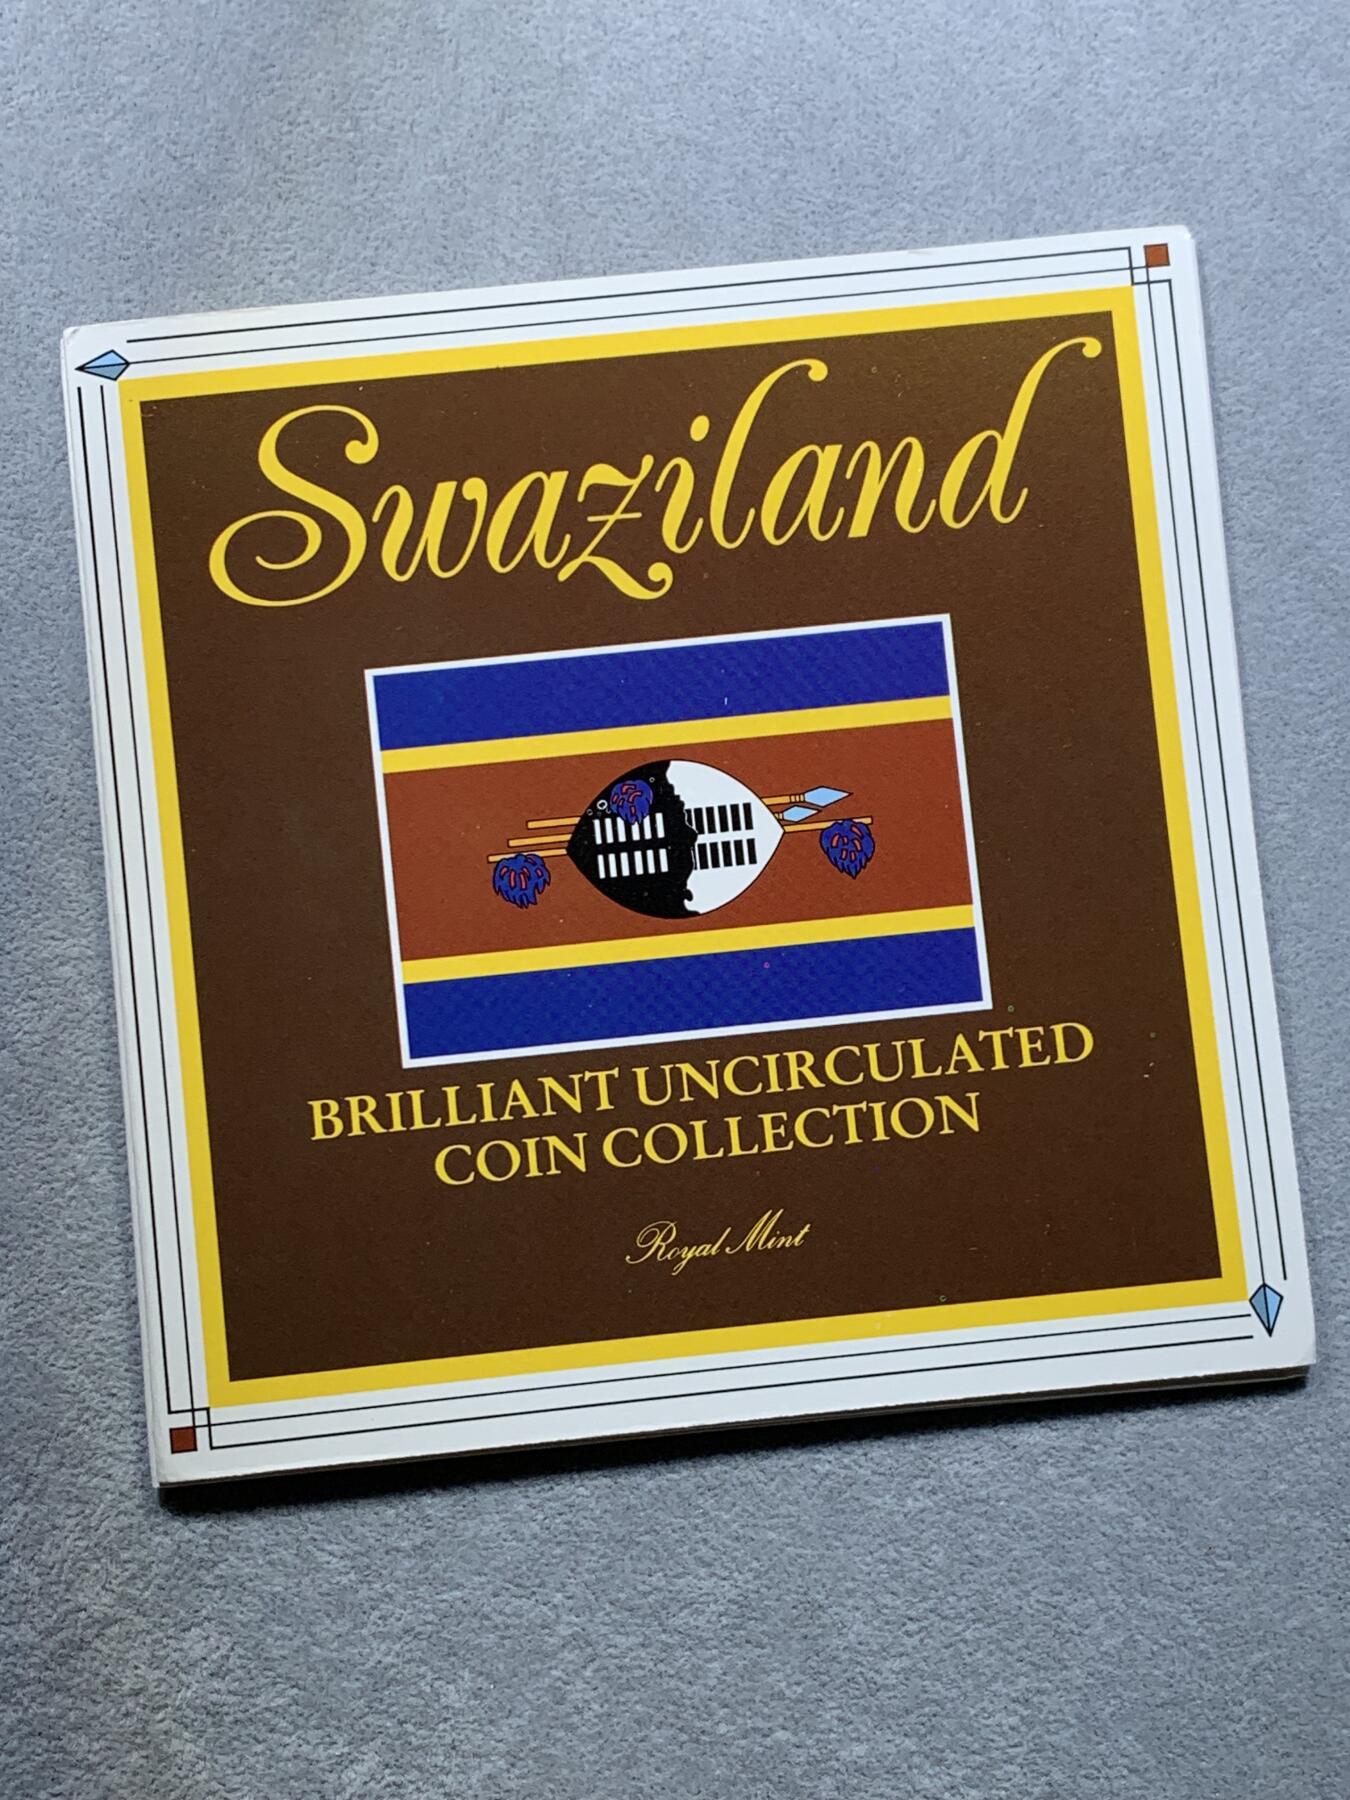 Swaziland
BRILLIANT UNCIRCULATED
COIN COLLECTION
Royal Mint